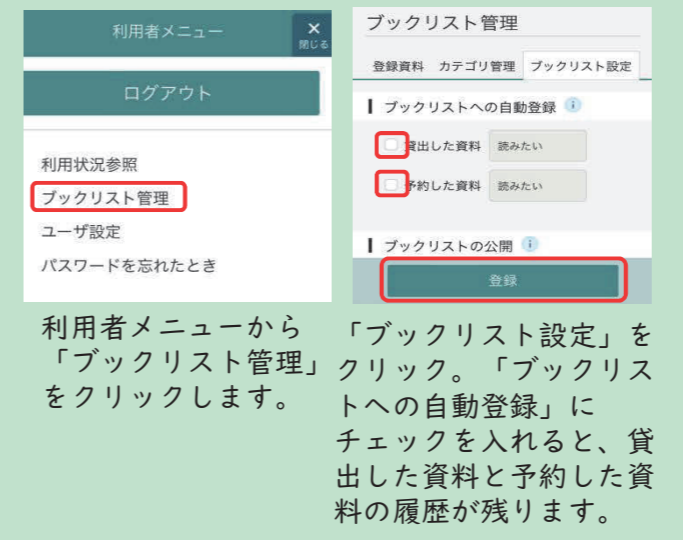 利用者メニュー
×
閉じる
ログアウト
利用状況参照
ブックリスト管理
ユーザ設定
パスワードを忘れたとき
利用者メニューから
「ブックリスト管理」
をクリックします。
ブックリスト管理
登録資料 カテゴリ管理 ブックリスト設定
ブックリストへの自動登録 i
貸出した資料 読みたい
予約した資料 読みたい
ブックリストの公開 i
登録
「ブックリスト設定」を
クリック。「ブックリス
トへの自動登録」に
チェックを入れると、貸
出した資料と予約した資
料の履歴が残ります。